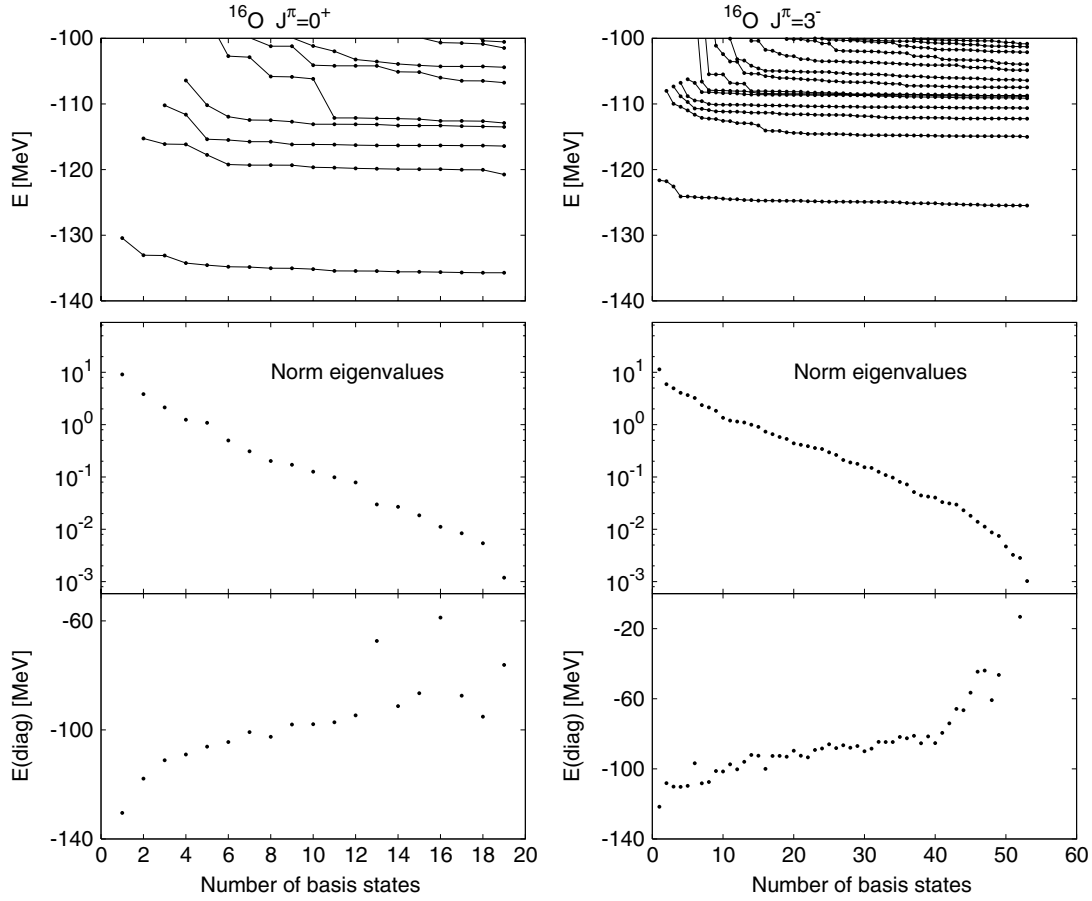 16O Jπ=0+
-100
-110
-120
-130
-140
E [MeV]
Norm eigenvalues
10^1
10^0
10^-1
10^-2
10^-3
-60
-100
-140
E(diag) [MeV]
0 2 4 6 8 10 12 14 16 18 20
Number of basis states
16O Jπ=3-
-100
-110
-120
-130
-140
E [MeV]
Norm eigenvalues
10^1
10^0
10^-1
10^-2
10^-3
-20
-60
-100
-140
E(diag) [MeV]
0 10 20 30 40 50 60
Number of basis states